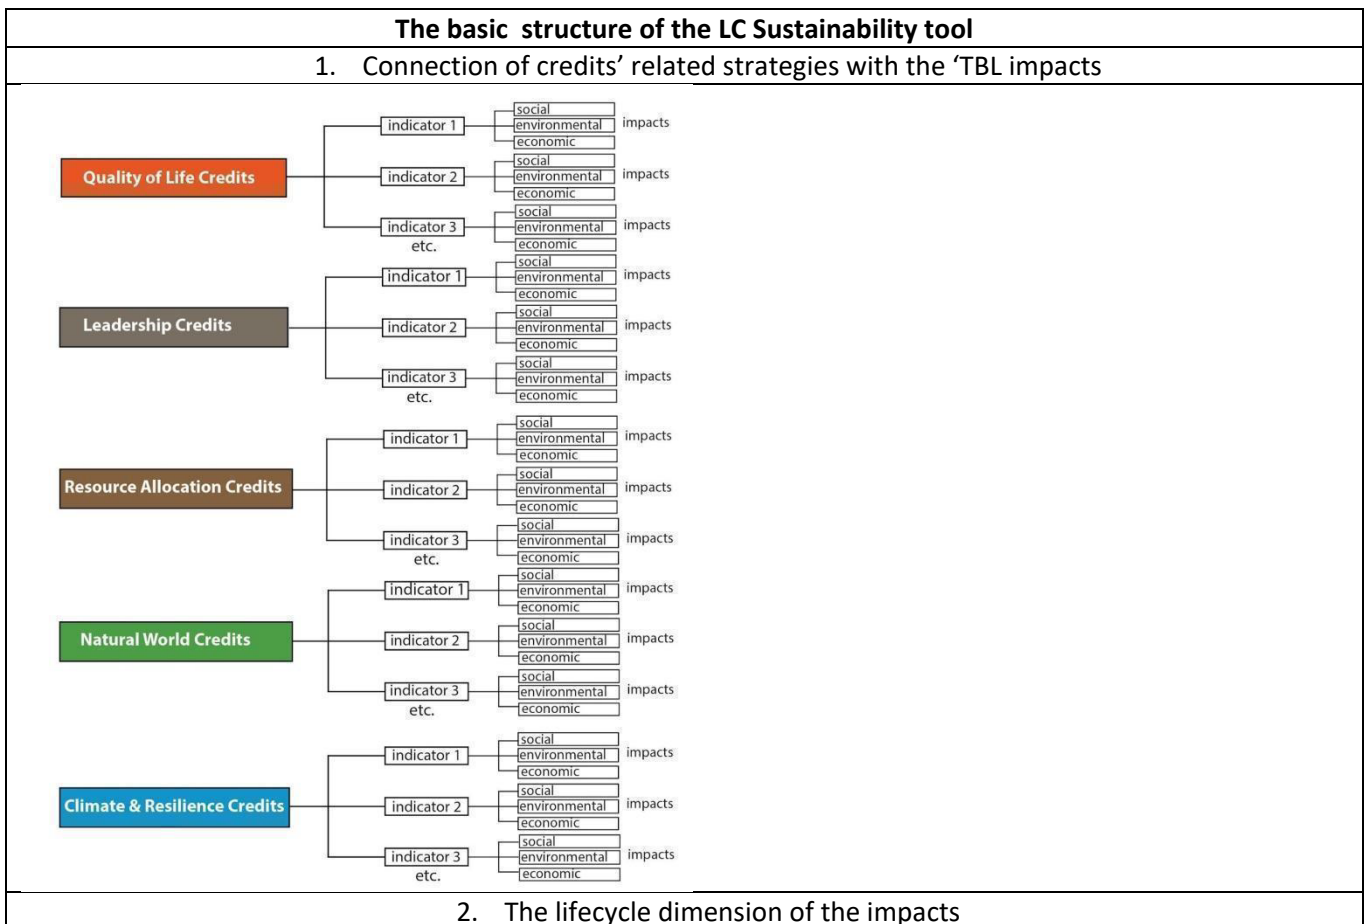 The basic structure of the LC Sustainability tool
1. Connection of credits' related strategies with the 'TBL impacts
Quality of Life Credits
indicator 1
social
environmental
economic
impacts
indicator 2
social
environmental
economic
impacts
indicator 3
etc.
social
environmental
economic
impacts
Leadership Credits
indicator 1
social
environmental
economic
impacts
indicator 2
social
environmental
economic
impacts
indicator 3
etc.
social
environmental
economic
impacts
Resource Allocation Credits
indicator 1
social
environmental
economic
impacts
indicator 2
social
environmental
economic
impacts
indicator 3
etc.
social
environmental
economic
impacts
Natural World Credits
indicator 1
social
environmental
economic
impacts
indicator 2
social
environmental
economic
impacts
indicator 3
etc.
social
environmental
economic
impacts
Climate & Resilience Credits
indicator 1
social
environmental
economic
impacts
indicator 2
social
environmental
economic
impacts
indicator 3
etc.
social
environmental
economic
impacts
2. The lifecycle dimension of the impacts